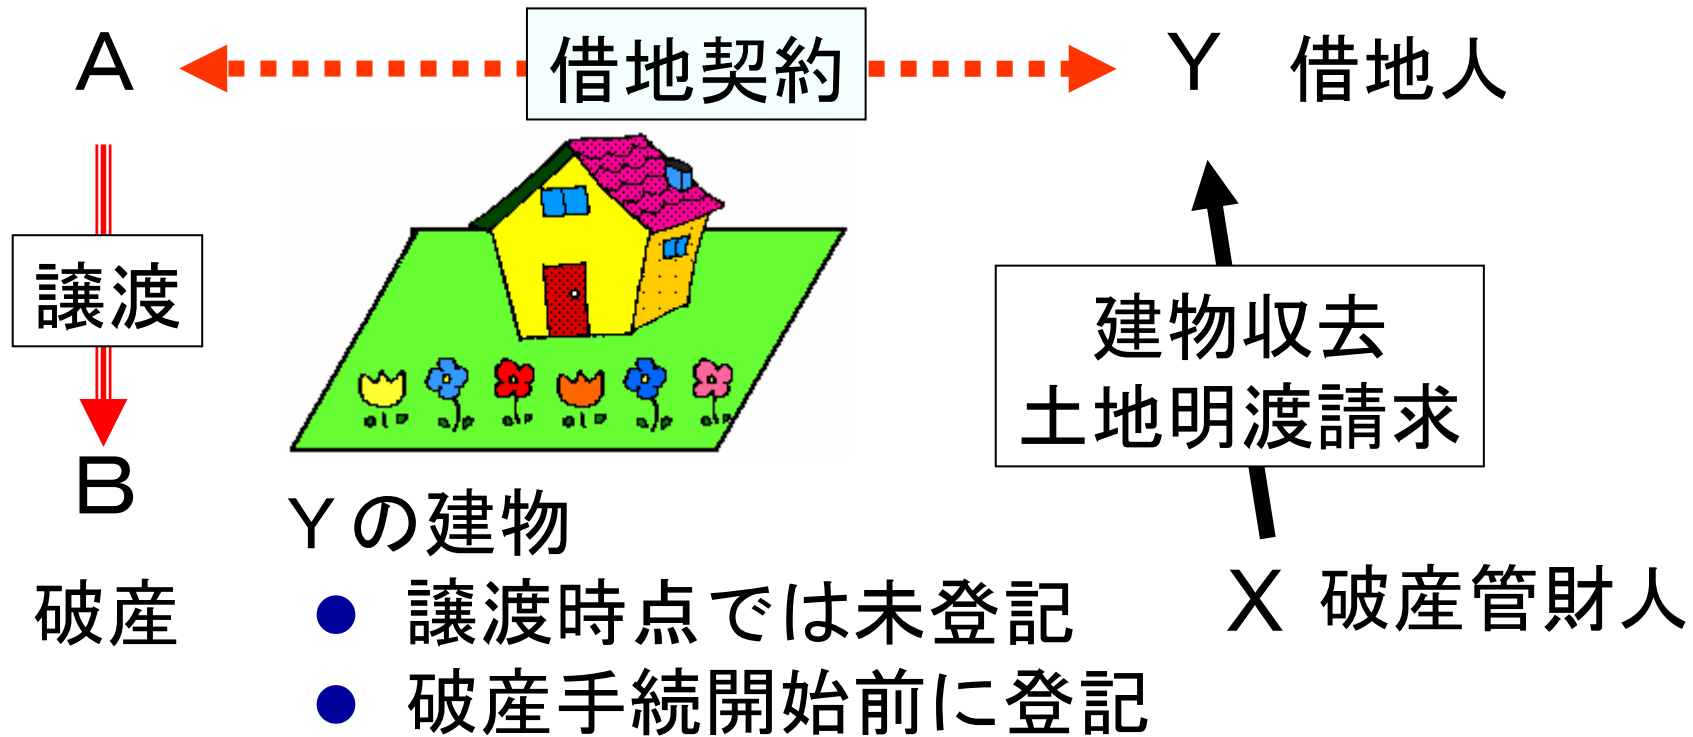 A
借地契約
Y 借地人
譲渡
建物収去
土地明渡請求
B
Yの建物
破産
● 譲渡時点では未登記
X 破産管財人
● 破産手続開始前に登記